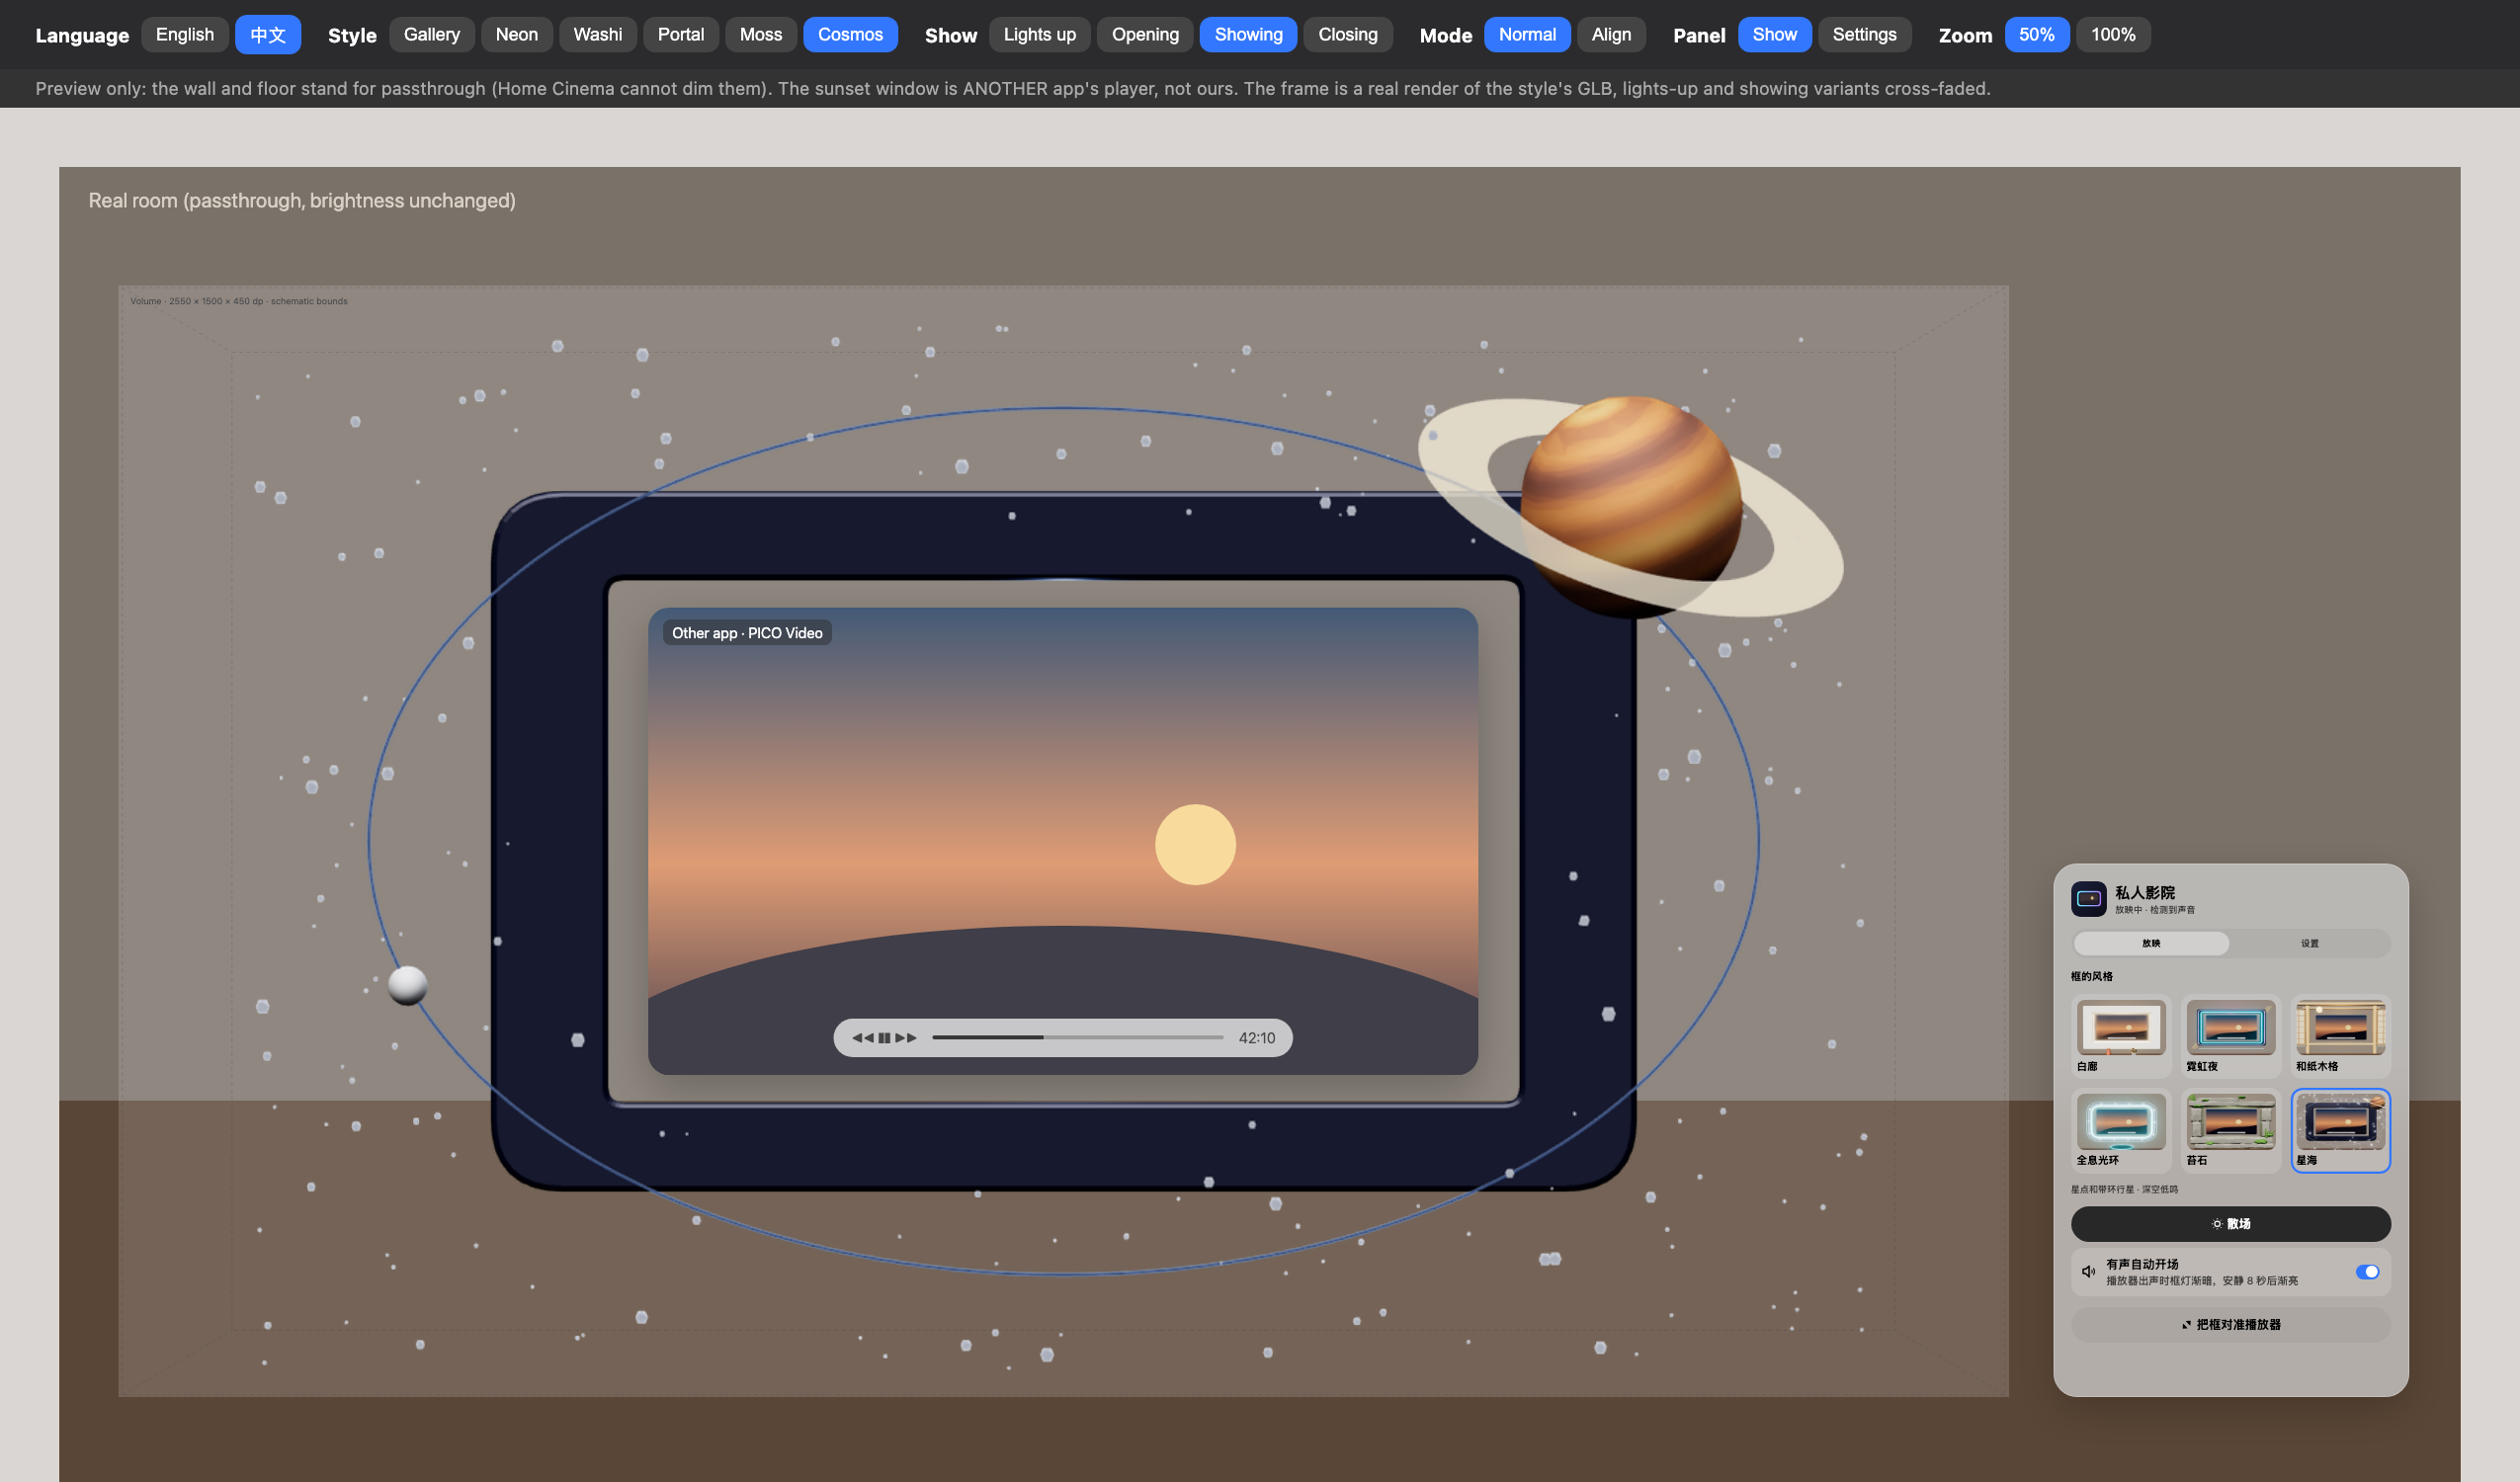 Language English 中文 Style Gallery Neon Washi Portal Moss Cosmos Show Lights up Opening Showing Closing Mode Normal Align Panel Show Settings Zoom 50% 100%
Preview only: the wall and floor stand for passthrough (Home Cinema cannot dim them). The sunset window is ANOTHER app's player, not ours. The frame is a real render of the style's GLB, lights-up and showing variants cross-faded.
Real room (passthrough, brightness unchanged)
Volume · 2550 × 1500 × 450 dp · schematic bounds
Other app · PICO Video
42:10
私人影院
放映中 · 检测到声音
放映 设置
框的风格
白廊 霓虹夜 和纸木格
全息光环 苔石 星海
星点和带环行星 · 深空低鸣
散场
有声自动开场
播放器出声时框灯渐暗，安静 8 秒后渐亮
把框对准播放器